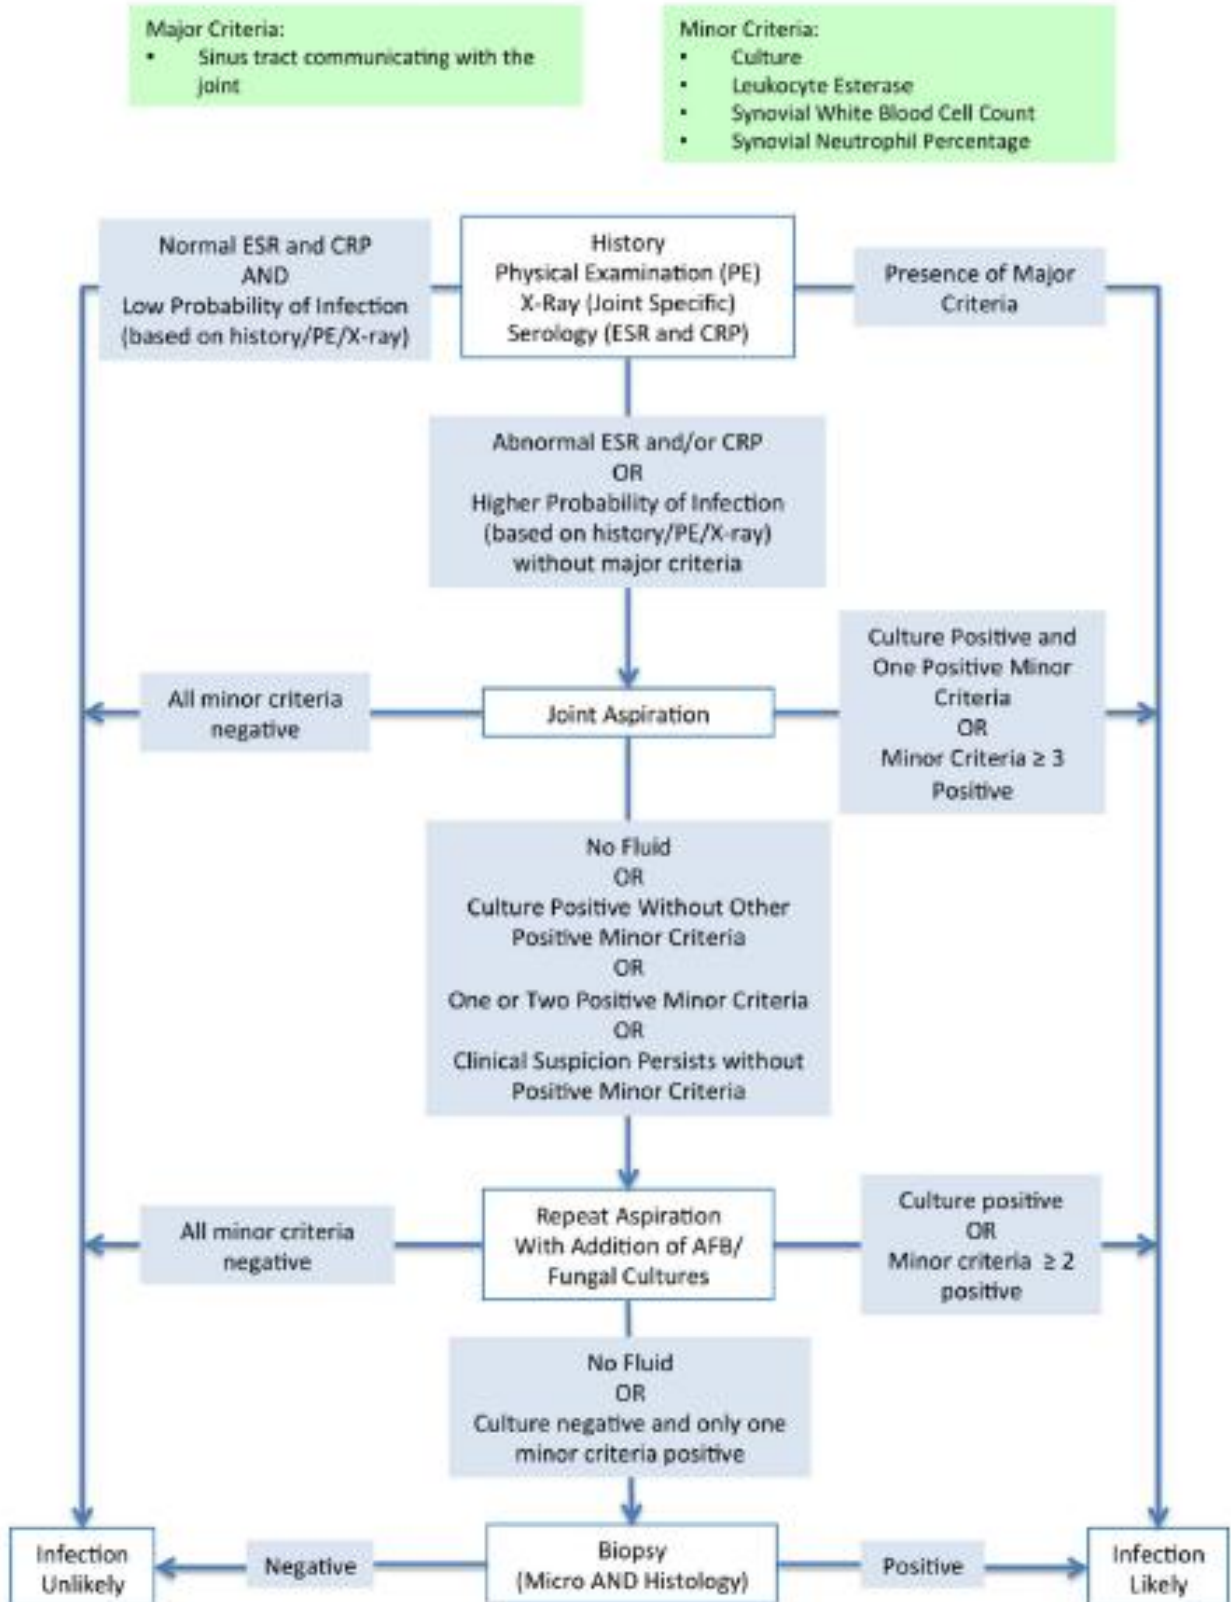 Major Criteria:
▪ Sinus tract communicating with the
joint
Minor Criteria:
▪ Culture
▪ Leukocyte Esterase
▪ Synovial White Blood Cell Count
▪ Synovial Neutrophil Percentage
Normal ESR and CRP
AND
Low Probability of Infection
(based on history/PE/X-ray)
History
Physical Examination (PE)
X-Ray (Joint Specific)
Serology (ESR and CRP)
Presence of Major
Criteria
Abnormal ESR and/or CRP
OR
Higher Probability of Infection
(based on history/PE/X-ray)
without major criteria
All minor criteria
negative
Joint Aspiration
Culture Positive and
One Positive Minor
Criteria
OR
Minor Criteria ≥ 3
Positive
No Fluid
OR
Culture Positive Without Other
Positive Minor Criteria
OR
One or Two Positive Minor Criteria
OR
Clinical Suspicion Persists without
Positive Minor Criteria
All minor criteria
negative
Repeat Aspiration
With Addition of AFB/
Fungal Cultures
Culture positive
OR
Minor criteria ≥ 2
positive
No Fluid
OR
Culture negative and only one
minor criteria positive
Infection
Unlikely
Negative
Biopsy
(Micro AND Histology)
Positive
Infection
Likely